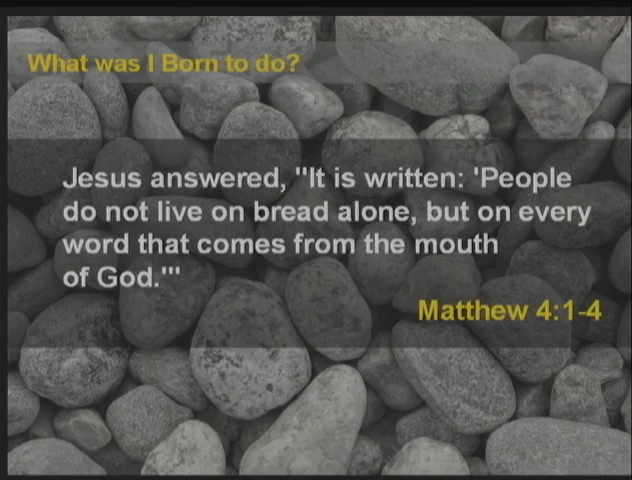 What was I Born to do?
Jesus answered, "It is written: 'People
do not live on bread alone, but on every
word that comes from the mouth
of God.'"
Matthew 4:1-4